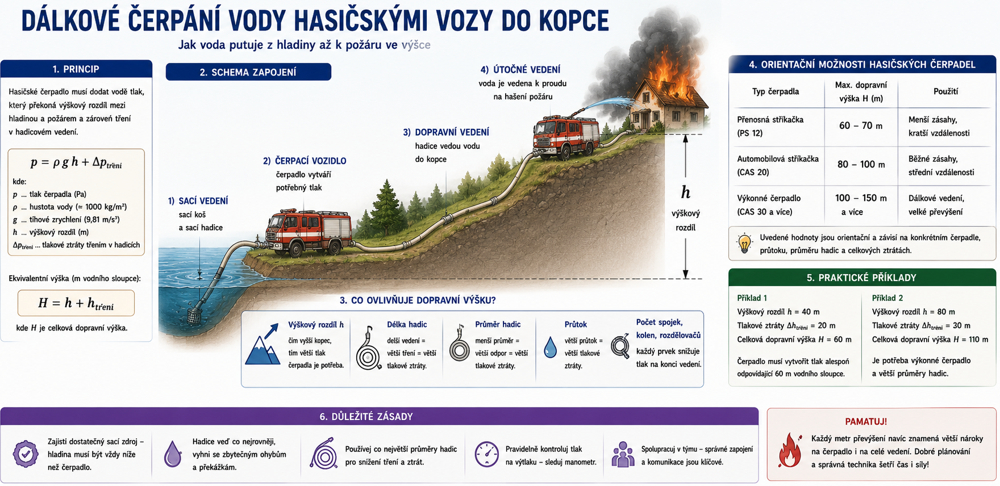 DÁLKOVÉ ČERPÁNÍ VODY HASIČSKÝMI VOZY DO KOPCE
Jak voda putuje z hladiny až k požáru ve výšce
1. PRINCIP
Hasičské čerpadlo musí dodat vodě tlak,
který překoná výškový rozdíl mezi
hladinou a požárem a zároveň tření
v hadicovém vedení.
p = ρ g h + Δp_tření
kde:
p ... tlak čerpadla (Pa)
ρ ... hustota vody (≈ 1000 kg/m³)
g ... tíhové zrychlení (9,81 m/s²)
h ... výškový rozdíl (m)
Δp_tření ... tlakové ztráty třením v hadicích
Ekvivalentní výška (m vodního sloupce):
H = h + h_tření
kde H je celková dopravní výška.
2. SCHEMA ZAPOJENÍ
1) SACÍ VEDENÍ
sací koš
a sací hadice
2) ČERPACÍ VOZIDLO
čerpadlo vytváří
potřebný tlak
3) DOPRAVNÍ VEDENÍ
hadice vedou vodu
do kopce
4) ÚTOČNÉ VEDENÍ
voda je vedena k proudu
na hašení požáru
h
výškový
rozdíl
3. CO OVLIVŇUJE DOPRAVNÍ VÝŠKU?
Výškový rozdíl h
čim vyšší kopec,
tim větší tlak
čerpadla je potřeba.
Délka hadic
delší vedení =
větší tření = větší
tlakové ztráty.
Průměr hadic
menší průměr =
větší odpor = větší
tlakové ztráty.
Průtok
větší průtok =
větší tlakové
ztráty.
Počet spojek,
kolen, rozdělovačů
každý prvek snižuje
tlak na konci vedení.
4. ORIENTAČNÍ MOŽNOSTI HASIČSKÝCH ČERPADEL
Typ čerpadla
Max. dopravní
výška H (m)
Použití
Přenosná stříkačka
(PS 12)
60 – 70 m
Menší zásahy,
kratší vzdálenosti
Automobilová stříkačka
(CAS 20)
80 – 100 m
Běžné zásahy,
střední vzdálenosti
Výkonné čerpadlo
(CAS 30 a více)
100 – 150 m
a více
Dálkové vedení,
velké převýšení
Uvedené hodnoty jsou orientační a závisí na konkrétním čerpadle,
průtoku, průměru hadic a celkových ztrátách.
5. PRAKTICKÉ PŘÍKLADY
Příklad 1
Výškový rozdíl h = 40 m
Tlakové ztráty Δh_tření = 20 m
Celková dopravní výška H = 60 m
Čerpadlo musí vytvořit tlak alespoň
odpovídající 60 m vodního sloupce.
Příklad 2
Výškový rozdíl h = 80 m
Tlakové ztráty Δh_tření = 30 m
Celková dopravní výška H = 110 m
Je potřeba výkonné čerpadlo
a větší průměry hadic.
6. DŮLEŽITÉ ZÁSADY
Zajisti dostatečný sací zdroj –
hladina musí být vždy níže
než čerpadlo.
Hadice veď co nejrovněji,
vyhni se zbytečným ohybům
a překážkám.
Používej co největší průměry hadic
pro snížení tření a ztrát.
Pravidelně kontroluj tlak
na výtlaku – sleduj manometr.
Spolupracuj v týmu – správné zapojení
a komunikace jsou klíčové.
PAMATUJ!
Každý metr převýšení navíc znamená větší nároky
na čerpadlo i na celé vedení. Dobré plánování
a správná technika šetří čas i síly!